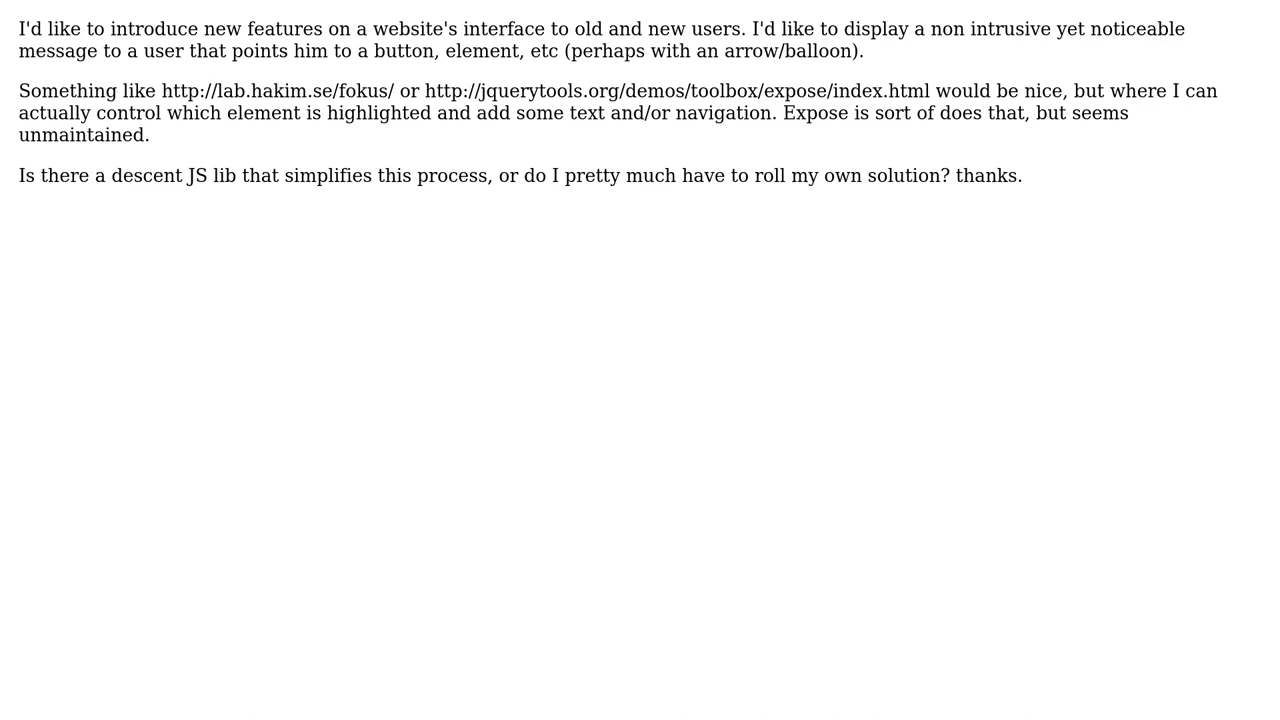 I'd like to introduce new features on a website's interface to old and new users. I'd like to display a non intrusive yet noticeable
message to a user that points him to a button, element, etc (perhaps with an arrow/balloon).
Something like http://lab.hakim.se/fokus/ or http://jquerytools.org/demos/toolbox/expose/index.html would be nice, but where I can
actually control which element is highlighted and add some text and/or navigation. Expose is sort of does that, but seems
unmaintained.
Is there a descent JS lib that simplifies this process, or do I pretty much have to roll my own solution? thanks.